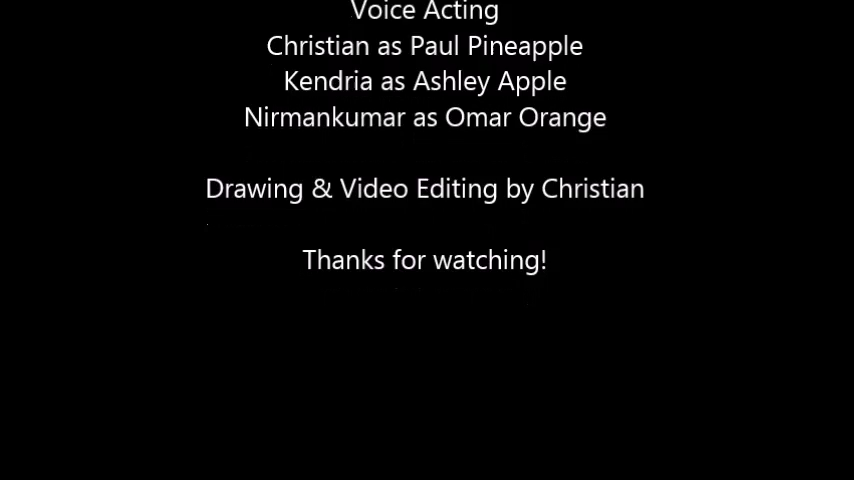 Voice Acting
Christian as Paul Pineapple
Kendria as Ashley Apple
Nirmankumar as Omar Orange
Drawing & Video Editing by Christian
Thanks for watching!